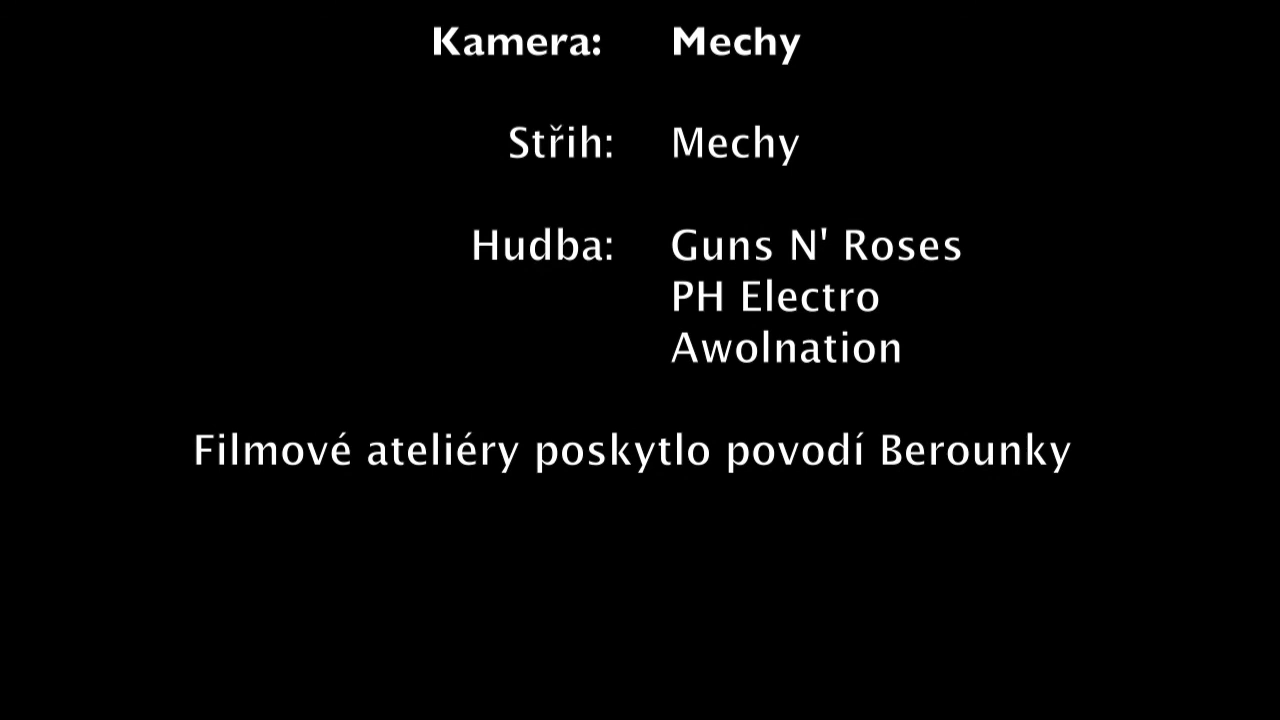 Kamera: Mechy
Střih: Mechy
Hudba: Guns N' Roses
PH Electro
Awolnation
Filmové ateliéry poskytlo povodí Berounky